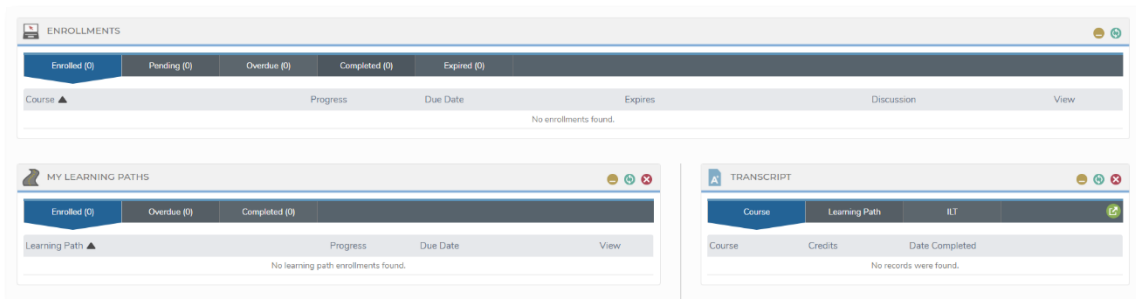 ENROLLMENTS
Enrolled (0) Pending (0) Overdue (0) Completed (0) Expired (0)
Course Progress Due Date Expires Discussion View
No enrollments found.
MY LEARNING PATHS
Enrolled (0) Overdue (0) Completed (0)
Learning Path Progress Due Date View
No learning path enrollments found.
TRANSCRIPT
Course Learning Path ILT
Course Credits Date Completed
No records were found.